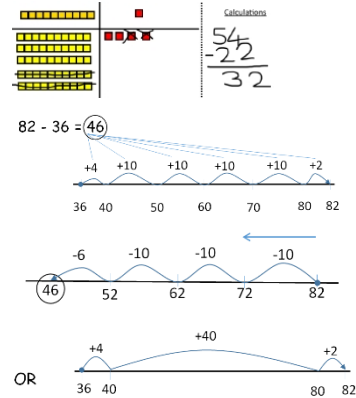 Calculations
54
-22
32
82 - 36 = 46
+4 +10 +10 +10 +10 +2
36 40 50 60 70 80 82
-6 -10 -10 -10
46 52 62 72 82
+4 +40 +2
OR 36 40 80 82